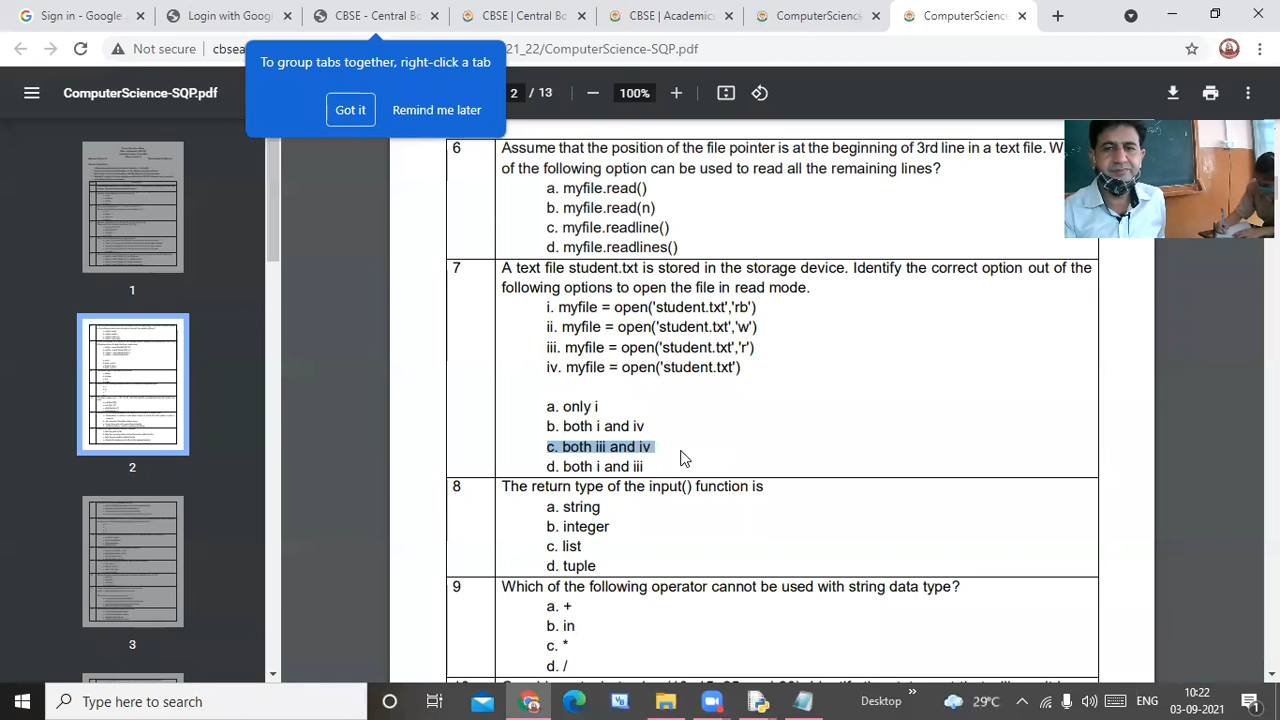 Sign in - Google
Login with Goog
CBSE - Central Bo
CBSE | Central Bo
CBSE | Academics
ComputerScience
ComputerScience
Not secure
cbsea
21_22/ComputerScience-SQP.pdf
To group tabs together, right-click a tab
Got it
Remind me later
ComputerScience-SQP.pdf
2 / 13
100%
1
2
3
6
Assume that the position of the file pointer is at the beginning of 3rd line in a text file. W
of the following option can be used to read all the remaining lines?
a. myfile.read()
b. myfile.read(n)
c. myfile.readline()
d. myfile.readlines()
7
A text file student.txt is stored in the storage device. Identify the correct option out of the
following options to open the file in read mode.
i. myfile = open('student.txt','rb')
ii. myfile = open('student.txt','w')
iii. myfile = open('student.txt','r')
iv. myfile = open('student.txt')
a. only i
b. both i and iv
c. both iii and iv
d. both i and iii
8
The return type of the input() function is
a. string
b. integer
c. list
d. tuple
9
Which of the following operator cannot be used with string data type?
a. +
b. in
c. *
d. /
Type here to search
Desktop
29°C
ENG
10:22
03-09-2021